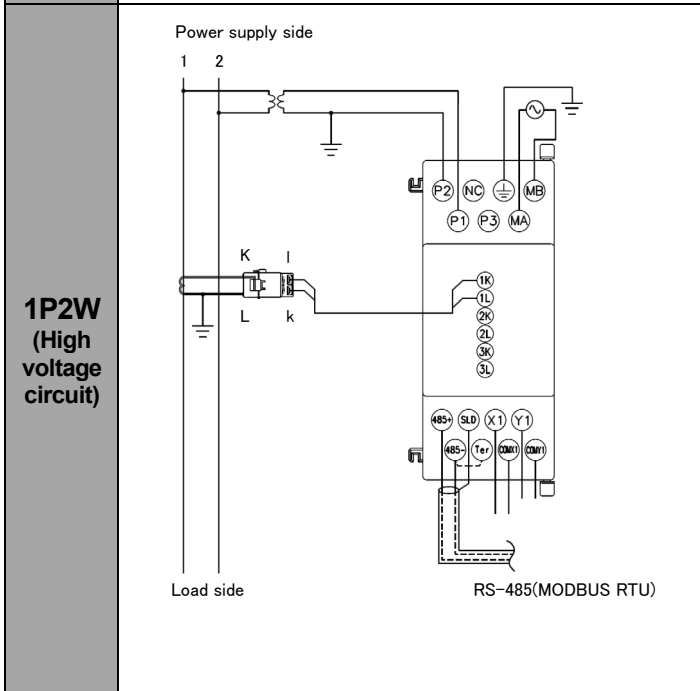 Power supply side
1 2
P2 NC MB
P1 P3 MA
K l
L k
1K
1L
2K
2L
3K
3L
1P2W
(High
voltage
circuit)
485+ SLD X1 Y1
485- Ter COMX1 COMY1
Load side
RS-485(MODBUS RTU)